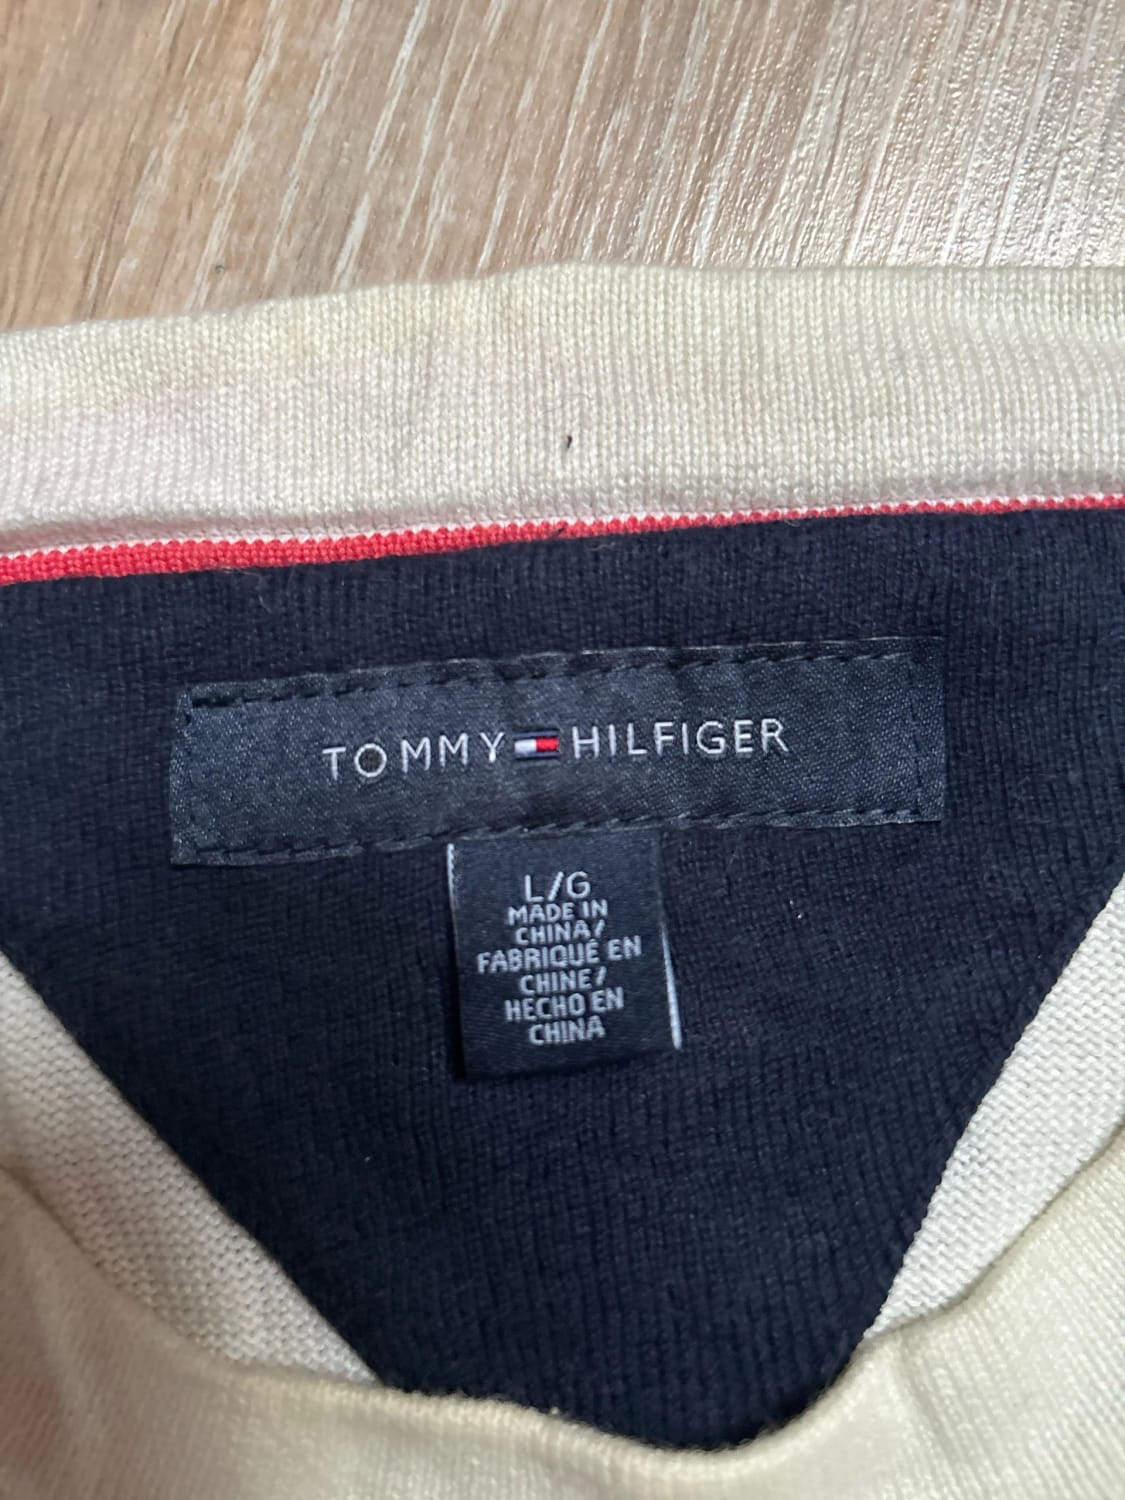 TOMMY HILFIGER
L/G
MADE IN
CHINA/
FABRIQUÉ EN
CHINE/
HECHO EN
CHINA